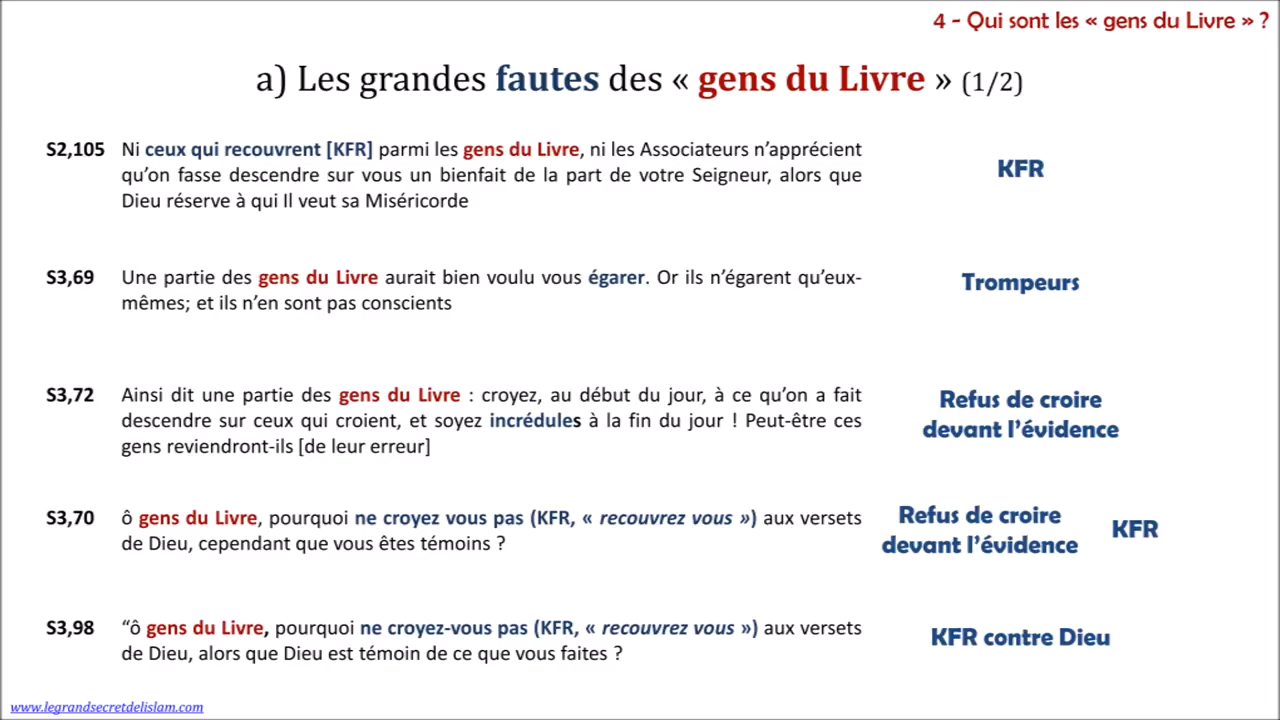 4 - Qui sont les « gens du Livre » ?
a) Les grandes fautes des « gens du Livre » (1/2)
S2,105 Ni ceux qui recouvrent [KFR] parmi les gens du Livre, ni les Associateurs n’apprécient
qu’on fasse descendre sur vous un bienfait de la part de votre Seigneur, alors que
Dieu réserve à qui Il veut sa Miséricorde
KFR
S3,69 Une partie des gens du Livre aurait bien voulu vous égarer. Or ils n’égarent qu’eux-
mêmes; et ils n’en sont pas conscients
Trompeurs
S3,72 Ainsi dit une partie des gens du Livre : croyez, au début du jour, à ce qu’on a fait
descendre sur ceux qui croient, et soyez incrédules à la fin du jour ! Peut-être ces
gens reviendront-ils [de leur erreur]
Refus de croire
devant l’évidence
S3,70 ô gens du Livre, pourquoi ne croyez vous pas (KFR, « recouvrez vous ») aux versets
de Dieu, cependant que vous êtes témoins ?
Refus de croire
devant l’évidence
KFR
S3,98 “ô gens du Livre, pourquoi ne croyez-vous pas (KFR, « recouvrez vous ») aux versets
de Dieu, alors que Dieu est témoin de ce que vous faites ?
KFR contre Dieu
www.legrandsecretdelislam.com